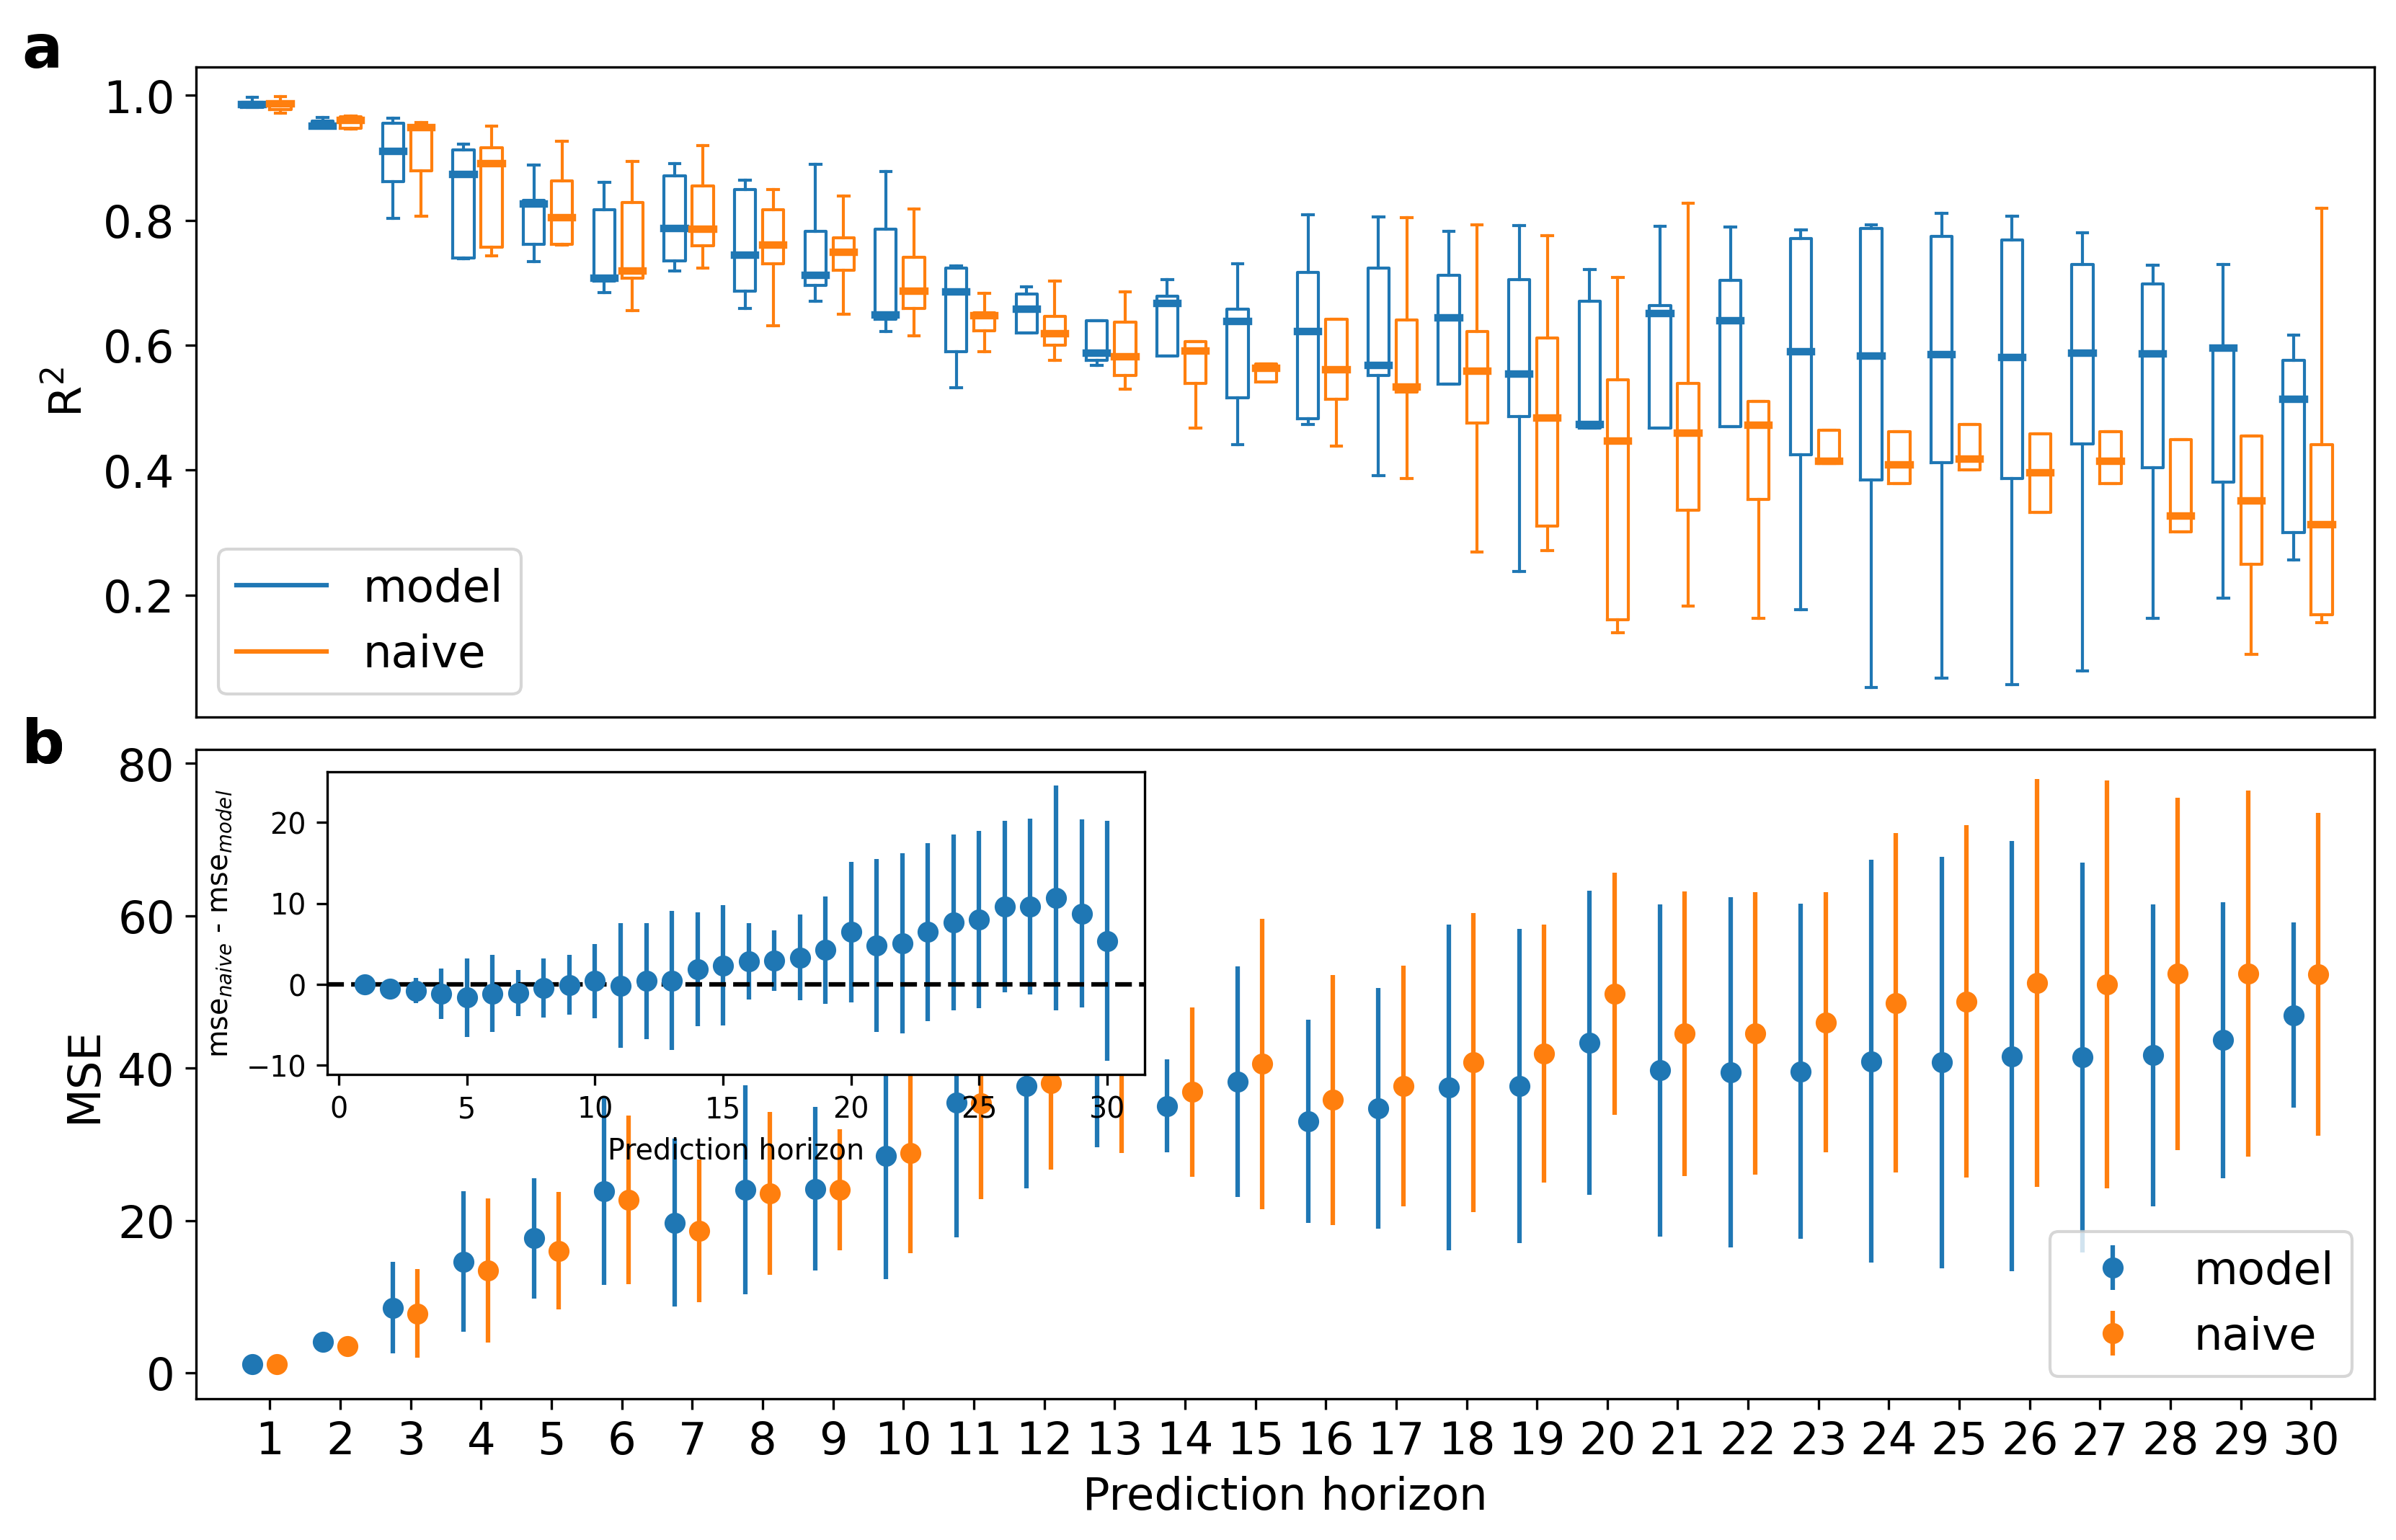 a
1.0
0.8
0.6
0.4
0.2
R²
model
naive
b
80
60
40
20
0
MSE
20
10
0
−10
mse_naive - mse_model
0 5 10 15 20 25 30
Prediction horizon
model
naive
1 2 3 4 5 6 7 8 9 10 11 12 13 14 15 16 17 18 19 20 21 22 23 24 25 26 27 28 29 30
Prediction horizon